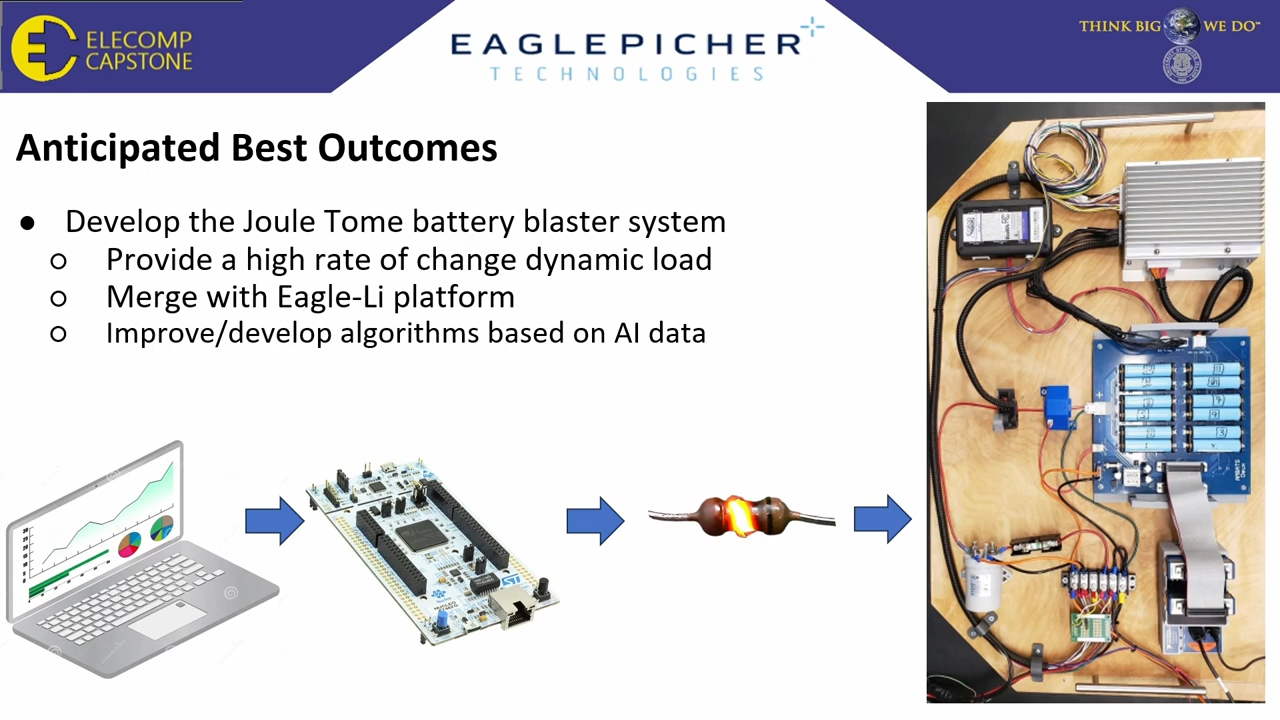 ELECOMP
CAPSTONE
EAGLEPICHER
TECHNOLOGIES
THINK BIG WE DO℠
Anticipated Best Outcomes
● Develop the Joule Tome battery blaster system
○ Provide a high rate of change dynamic load
○ Merge with Eagle-Li platform
○ Improve/develop algorithms based on AI data